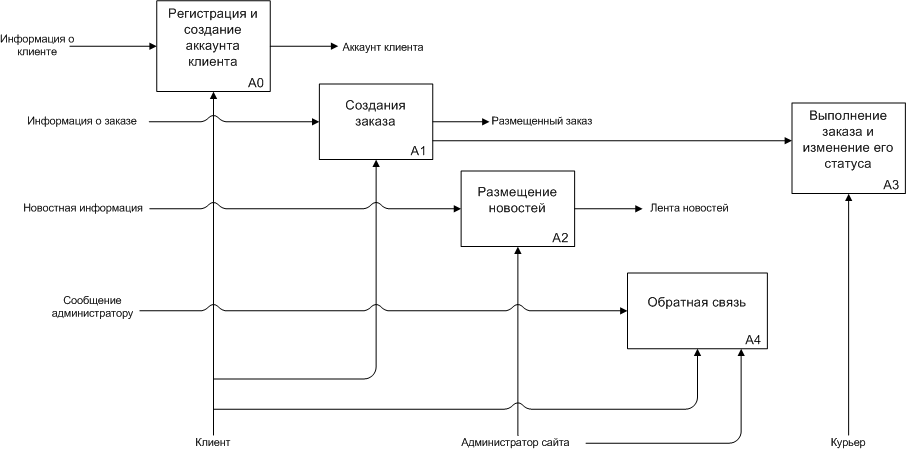 Регистрация и
создание
аккаунта
клиента
A0
Информация о
клиенте
Аккаунт клиента
Создания
заказа
A1
Информация о заказе
Размещенный заказ
Выполнение
заказа и
изменение его
статуса
A3
Размещение
новостей
A2
Новостная информация
Лента новостей
Сообщение
администратору
Обратная связь
A4
Клиент
Администратор сайта
Курьер